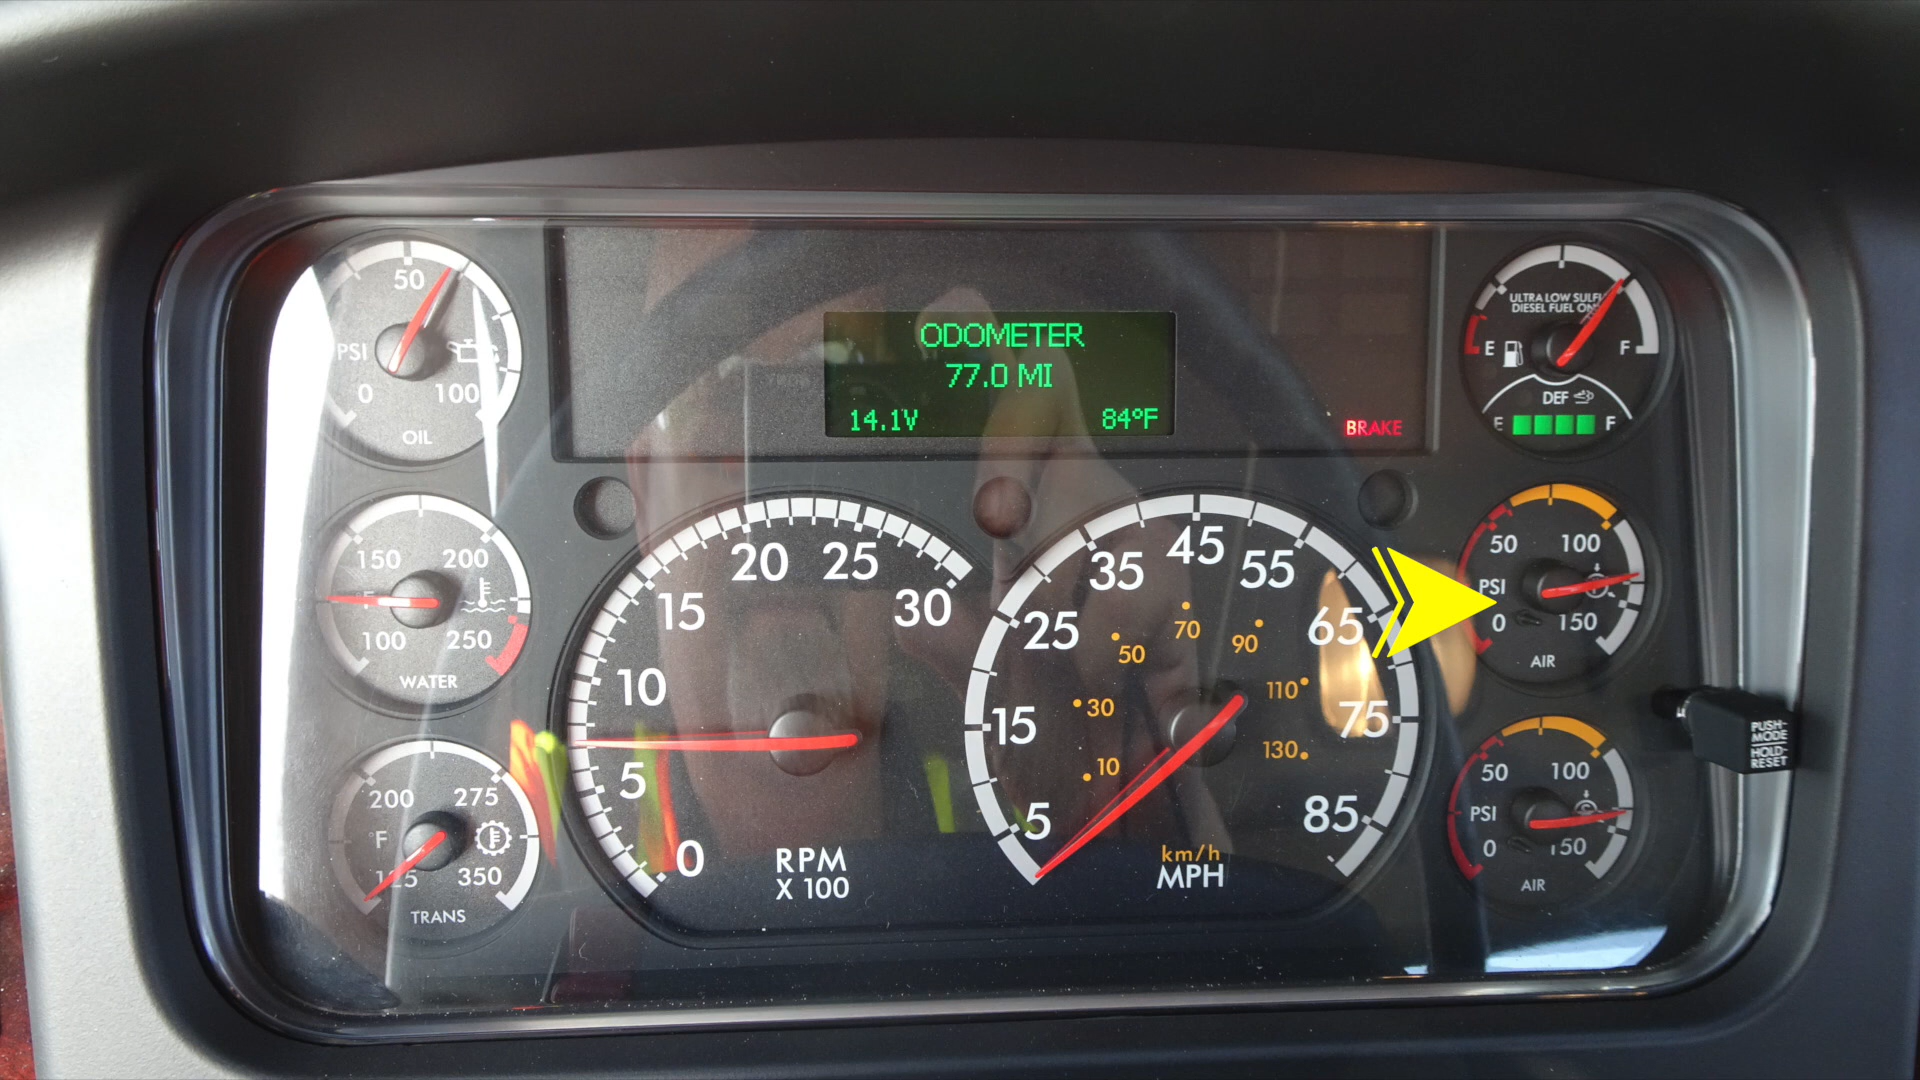 50
PSI
0
100
OIL
150
200
°F
100
250
WATER
200
275
°F
350
TRANS
ODOMETER
77.0 MI
14.1V 84°F
BRAKE
0
5
10
15
20
25
30
RPM
X 100
5
15
25
35
45
55
65
75
85
10
30
50
70
90
110
130
km/h
MPH
DIESEL FUEL
ULTRA LOW
E F
DEF
E F
50 100
PSI
0 150
AIR
50 100
PSI
0 150
AIR
PUSH-
MODE
HOLD-
RESET